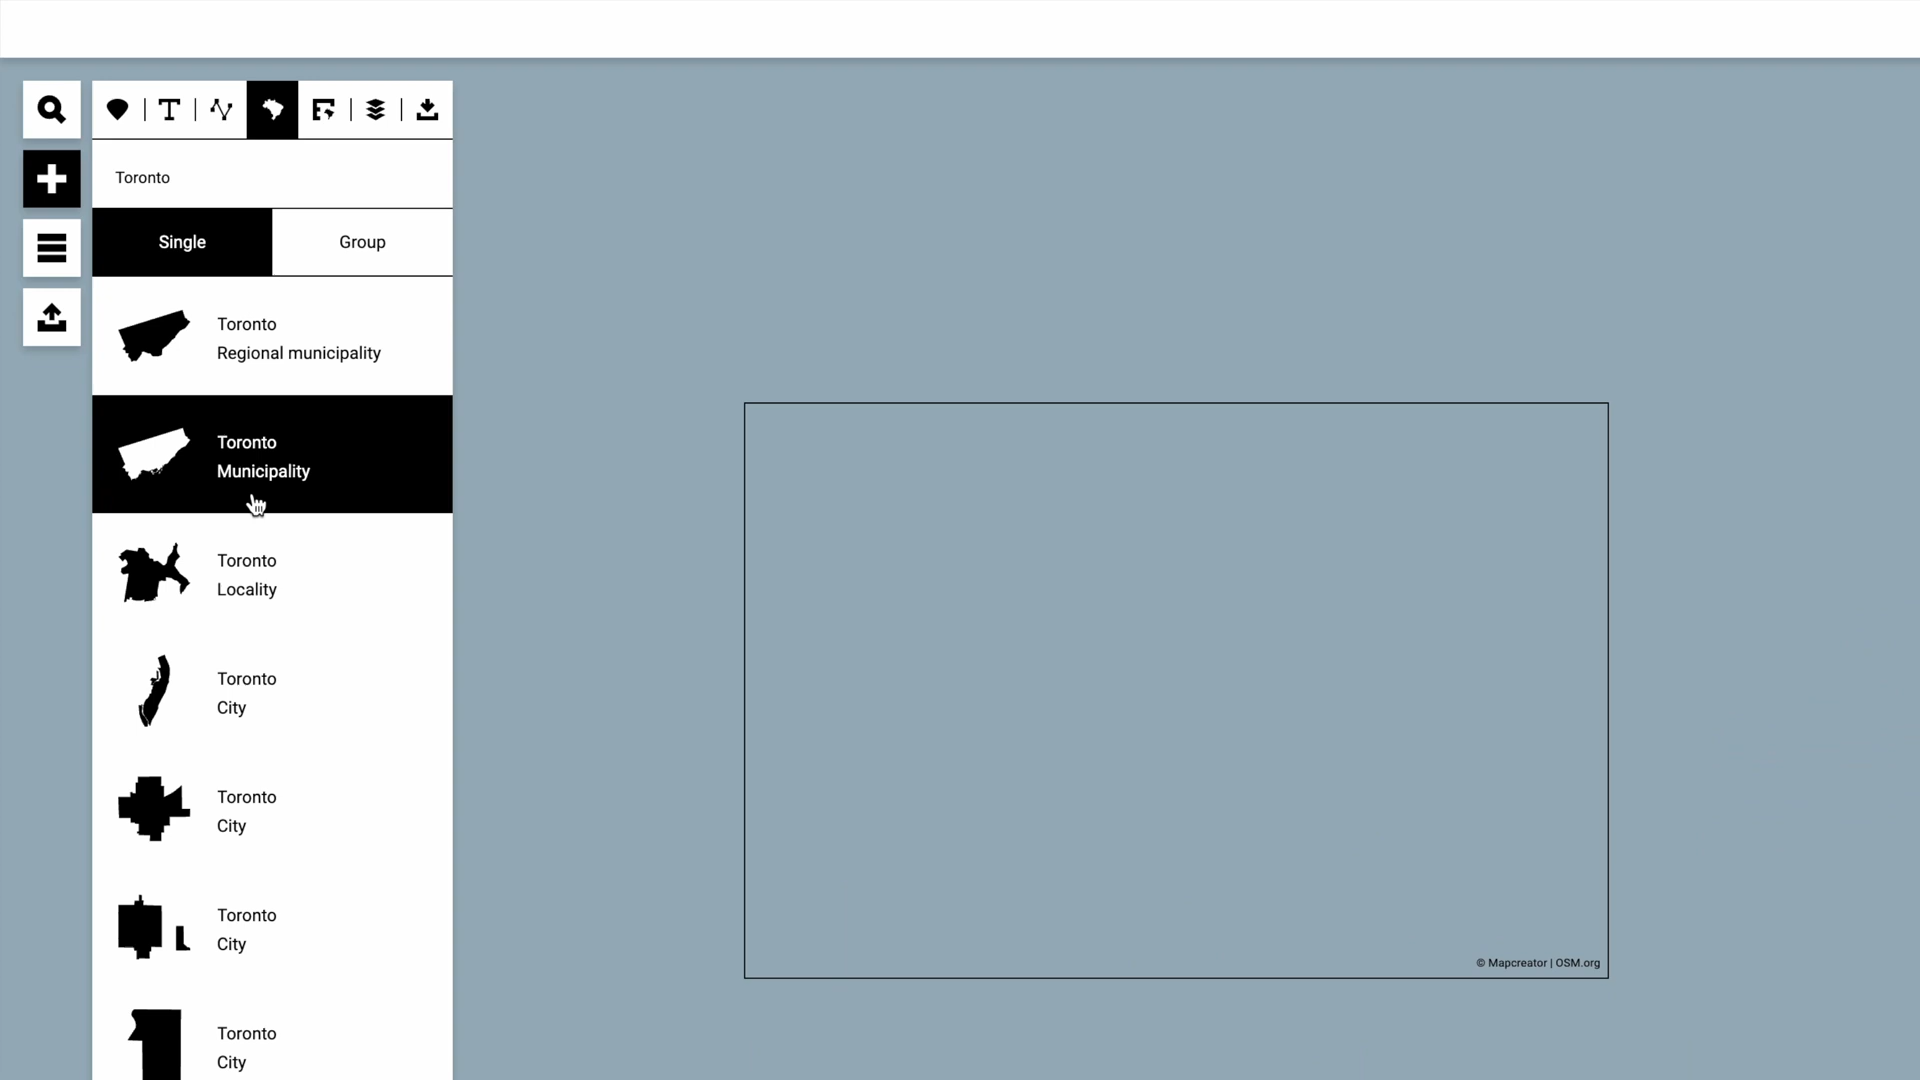 Toronto
Single
Group
Toronto
Regional municipality
Toronto
Municipality
Toronto
Locality
Toronto
City
Toronto
City
Toronto
City
Toronto
City
© Mapcreator | OSM.org